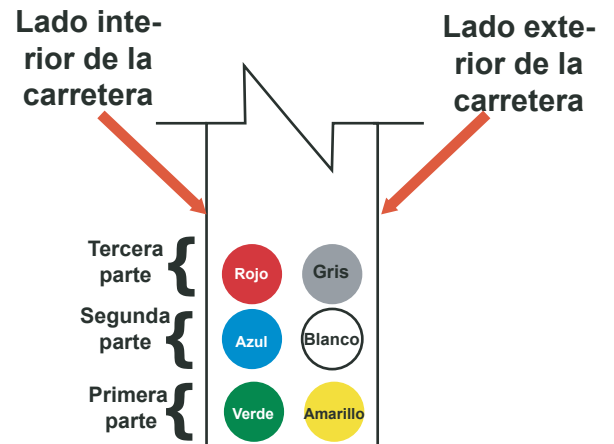 Lado inte-
rior de la
carretera
Lado exte-
rior de la
carretera
Tercera
parte
Rojo
Gris
Segunda
parte
Azul
Blanco
Primera
parte
Verde
Amarillo